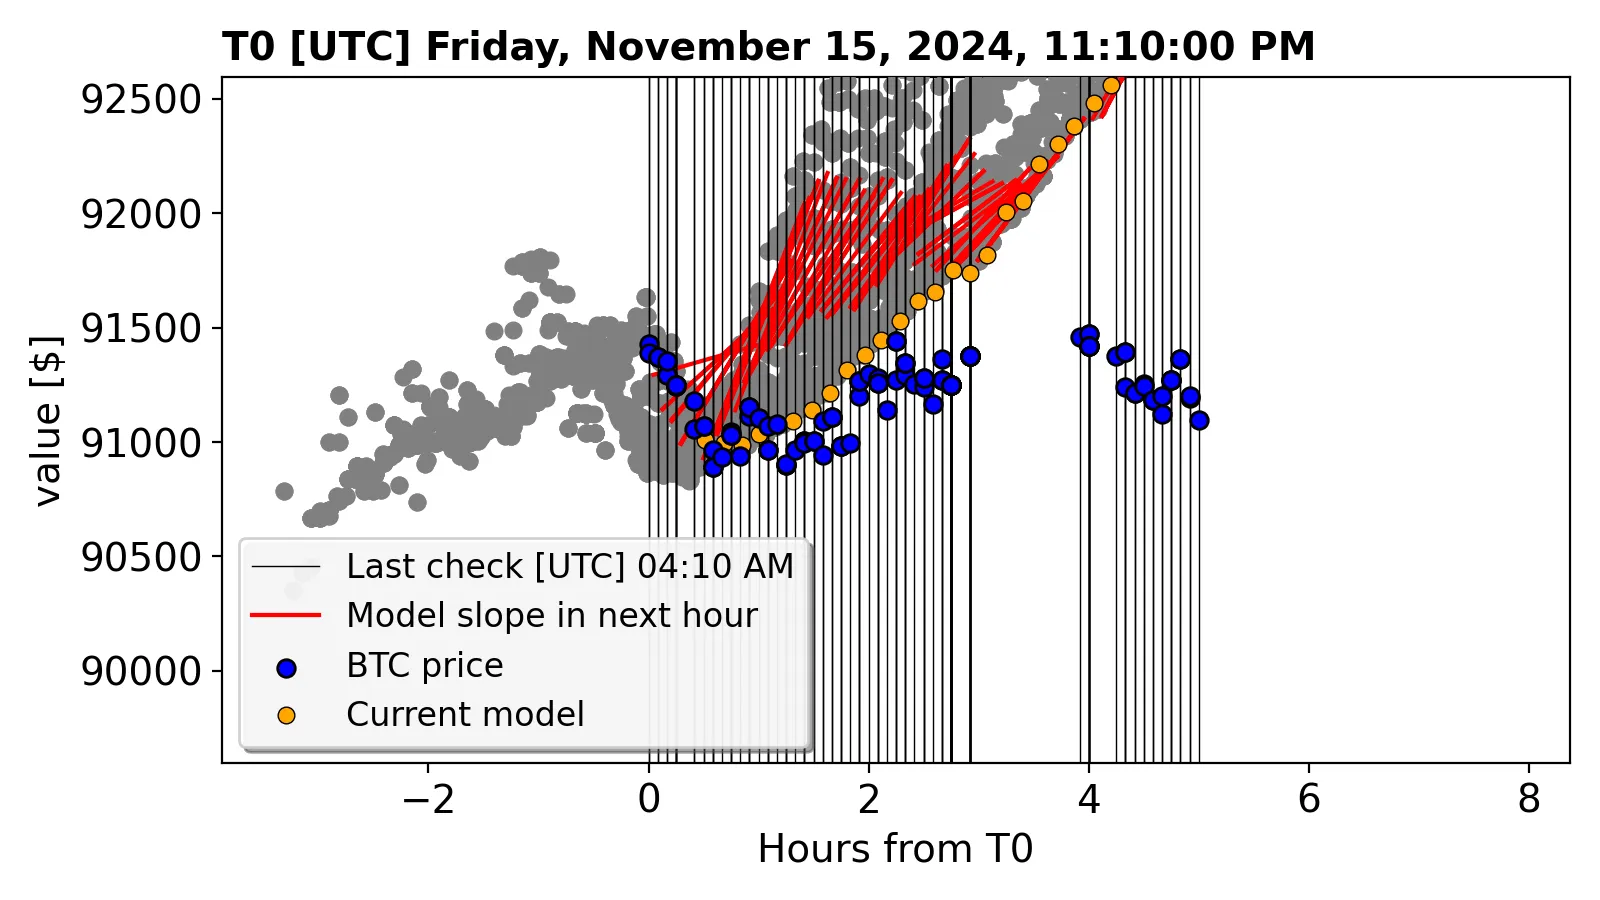 T0 [UTC] Friday, November 15, 2024, 11:10:00 PM
92500
92000
91500
91000
90500
90000
value [$]
Last check [UTC] 04:10 AM
Model slope in next hour
BTC price
Current model
−2 0 2 4 6 8
Hours from T0